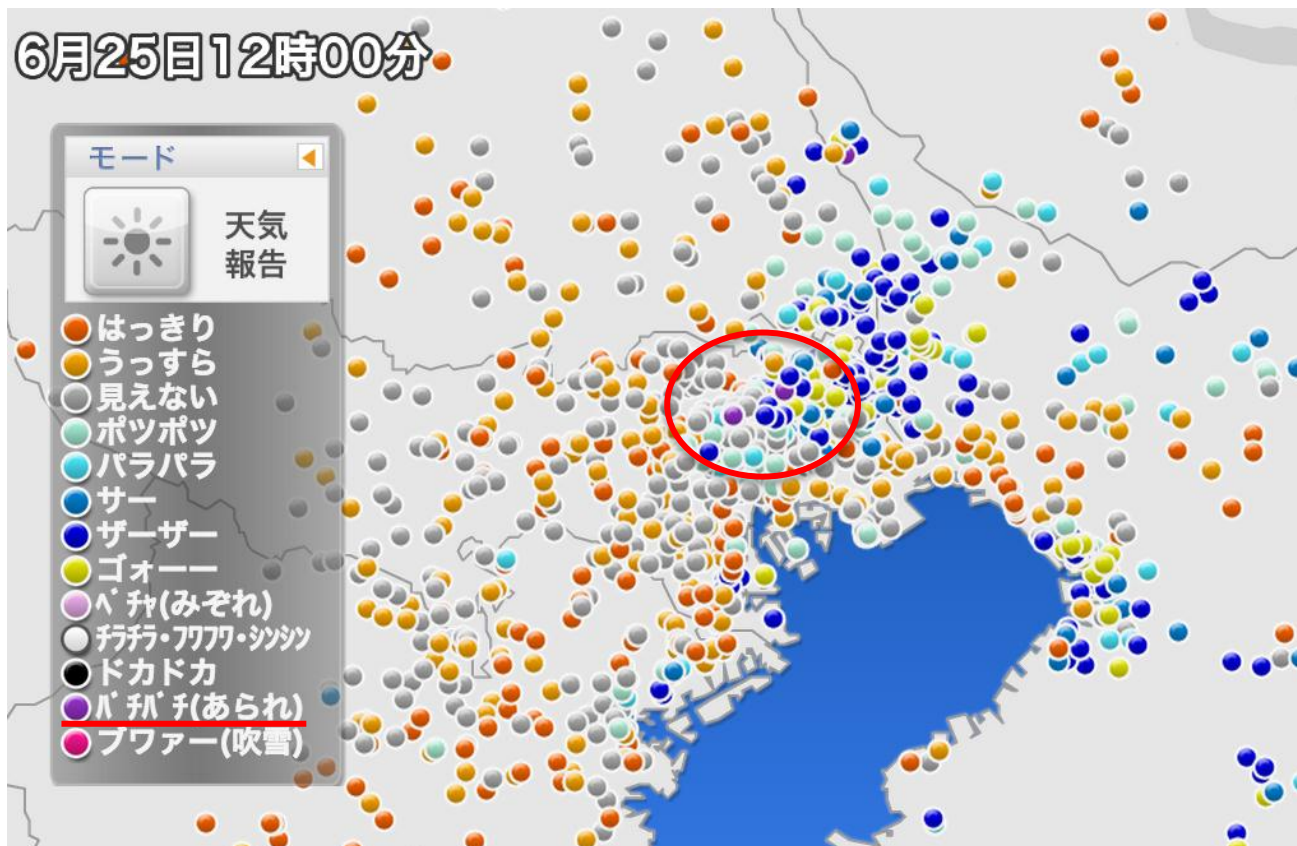 6月25日12時00分
モード
天気
報告
はっきり
うっすら
見えない
ポツポツ
パラパラ
サー
ザーザー
ゴォーー
ベチャ(みぞれ)
チラチラ・フワフワ・シンシン
ドカドカ
バチバチ(あられ)
ブワァー(吹雪)